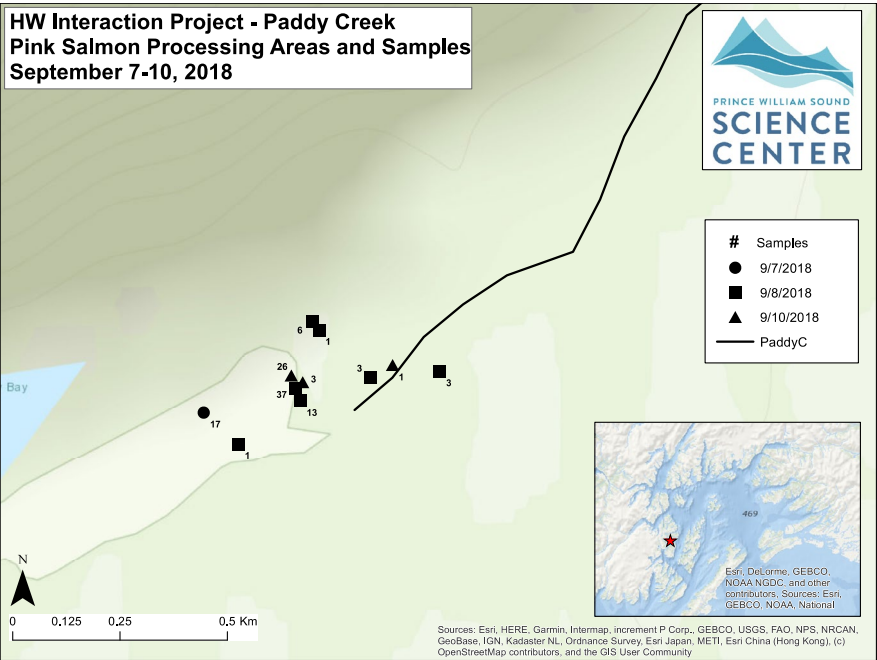 HW Interaction Project - Paddy Creek
Pink Salmon Processing Areas and Samples
September 7-10, 2018
PRINCE WILLIAM SOUND
SCIENCE
CENTER
# Samples
9/7/2018
9/8/2018
9/10/2018
PaddyC
6
1
Bay
26
3
37
13
3
1
3
17
1
469
Esri, DeLorme, GEBCO,
NOAA NGDC, and other
contributors, Sources: Esri,
GEBCO, NOAA, National
N
0 0.125 0.25 0.5 Km
Sources: Esri, HERE, Garmin, Intermap, increment P Corp., GEBCO, USGS, FAO, NPS, NRCAN,
GeoBase, IGN, Kadaster NL, Ordnance Survey, Esri Japan, METI, Esri China (Hong Kong), (c)
OpenStreetMap contributors, and the GIS User Community